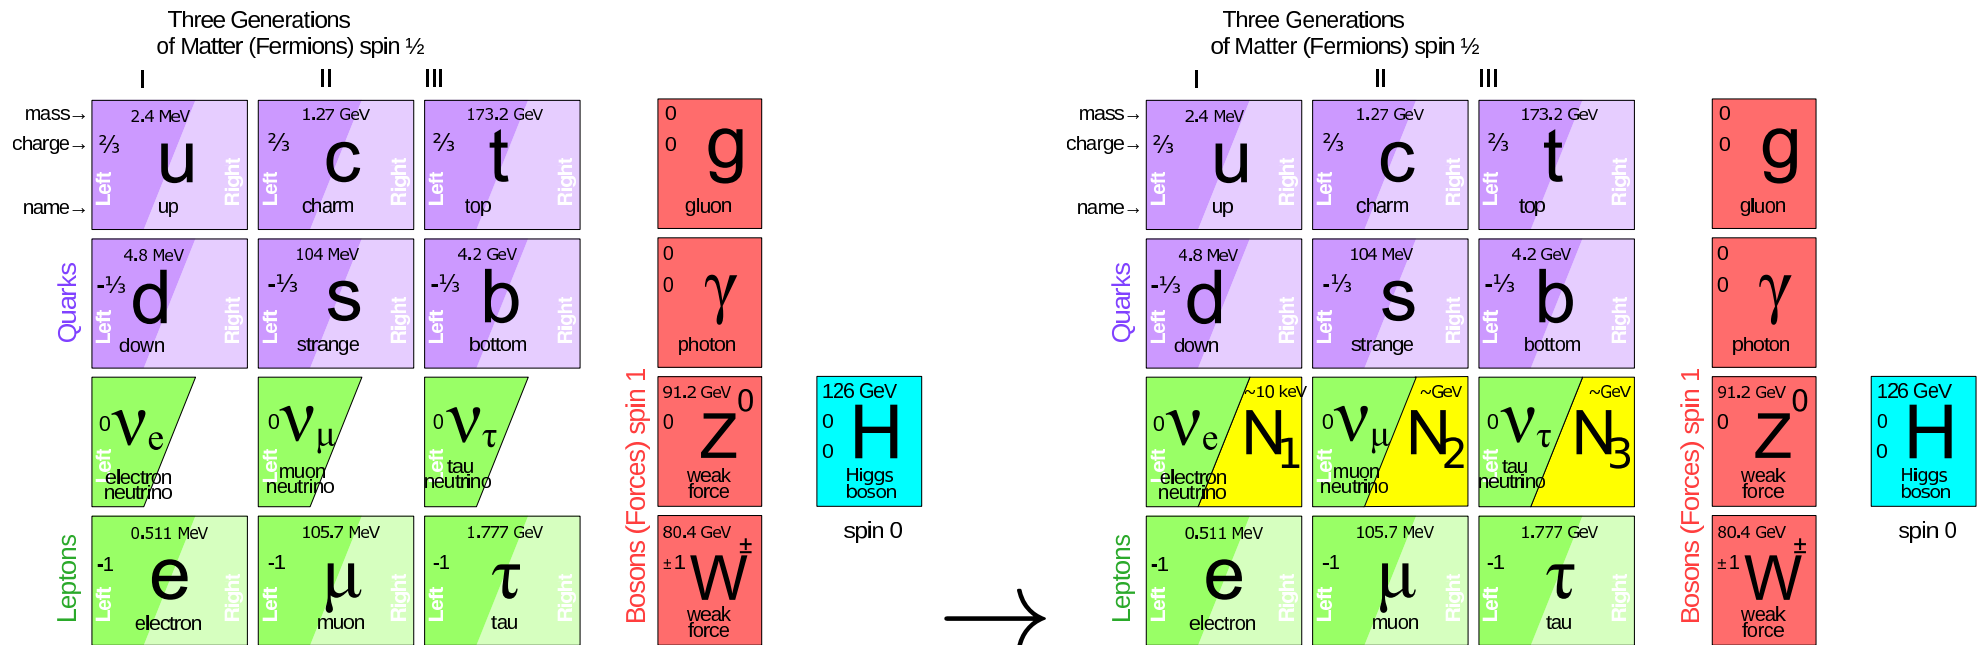 Three Generations
of Matter (Fermions) spin ½
I II III
mass→
charge→
name→
2.4 MeV
⅔ u
Left Right
up
1.27 GeV
⅔ c
Left Right
charm
173.2 GeV
⅔ t
Left Right
top
0
0
g
gluon
Quarks
4.8 MeV
-⅓ d
Left Right
down
104 MeV
-⅓ s
Left Right
strange
4.2 GeV
-⅓ b
Left Right
bottom
0
0
γ
photon
0 νe
Left
electron
neutrino
0 νμ
Left
muon
neutrino
0 ντ
Left
tau
neutrino
Bosons (Forces) spin 1
91.2 GeV
0
Z0
weak
force
126 GeV
0
0
H
Higgs
boson
spin 0
Leptons
0.511 MeV
-1 e
Left Right
electron
105.7 MeV
-1 μ
Left Right
muon
1.777 GeV
-1 τ
Left Right
tau
80.4 GeV
±1 W±
weak
force
→
Three Generations
of Matter (Fermions) spin ½
I II III
mass→
charge→
name→
2.4 MeV
⅔ u
Left Right
up
1.27 GeV
⅔ c
Left Right
charm
173.2 GeV
⅔ t
Left Right
top
0
0
g
gluon
Quarks
4.8 MeV
-⅓ d
Left Right
down
104 MeV
-⅓ s
Left Right
strange
4.2 GeV
-⅓ b
Left Right
bottom
0
0
γ
photon
0 νe
Left
electron
neutrino
~10 keV
N1
0 νμ
Left
muon
neutrino
~GeV
N2
0 ντ
Left
tau
neutrino
~GeV
N3
Bosons (Forces) spin 1
91.2 GeV
0
Z0
weak
force
126 GeV
0
0
H
Higgs
boson
spin 0
Leptons
0.511 MeV
-1 e
Left Right
electron
105.7 MeV
-1 μ
Left Right
muon
1.777 GeV
-1 τ
Left Right
tau
80.4 GeV
±1 W±
weak
force